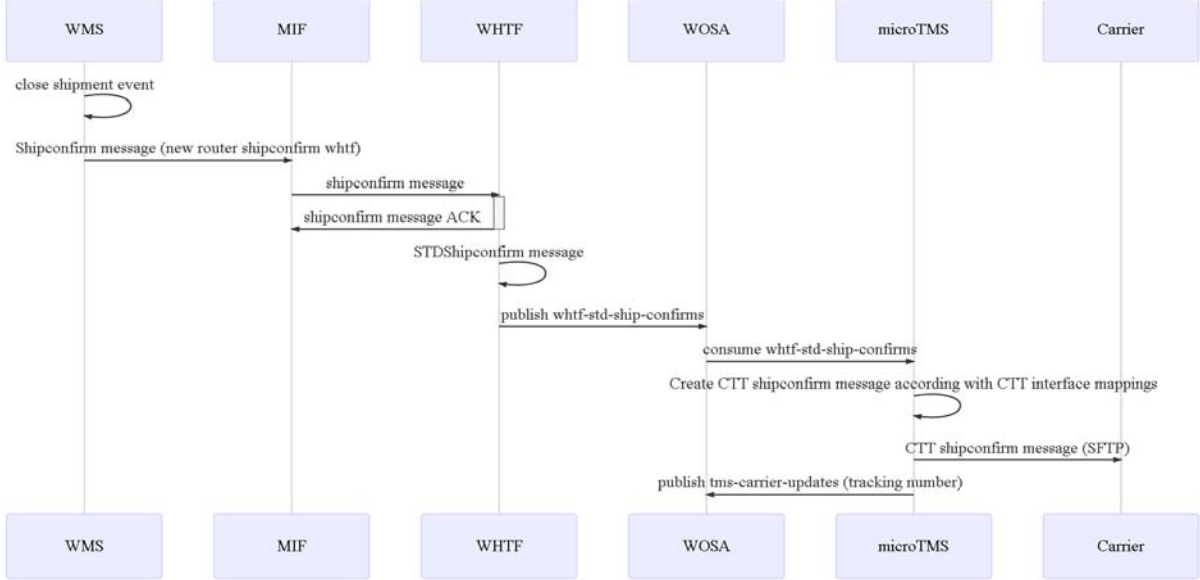 WMS
MIF
WHTF
WOSA
microTMS
Carrier
close shipment event
Shipconfirm message (new router shipconfirm whtf)
shipconfirm message
shipconfirm message ACK
STDShipconfirm message
publish whtf-std-ship-confirms
consume whtf-std-ship-confirms
Create CTT shipconfirm message according with CTT interface mappings
CTT shipconfirm message (SFTP)
publish tms-carrier-updates (tracking number)
WMS
MIF
WHTF
WOSA
microTMS
Carrier